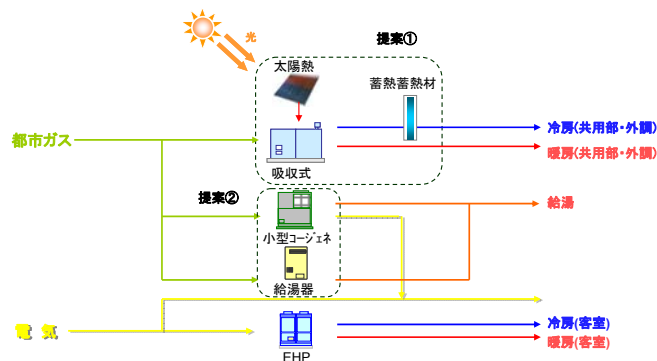 光
提案①
太陽熱
蓄熱蓄熱材
冷房(共用部・外調)
都市ガス
暖房(共用部・外調)
吸収式
提案②
給湯
小型コージェネ
給湯器
冷房(客室)
電 気
暖房(客室)
EHP